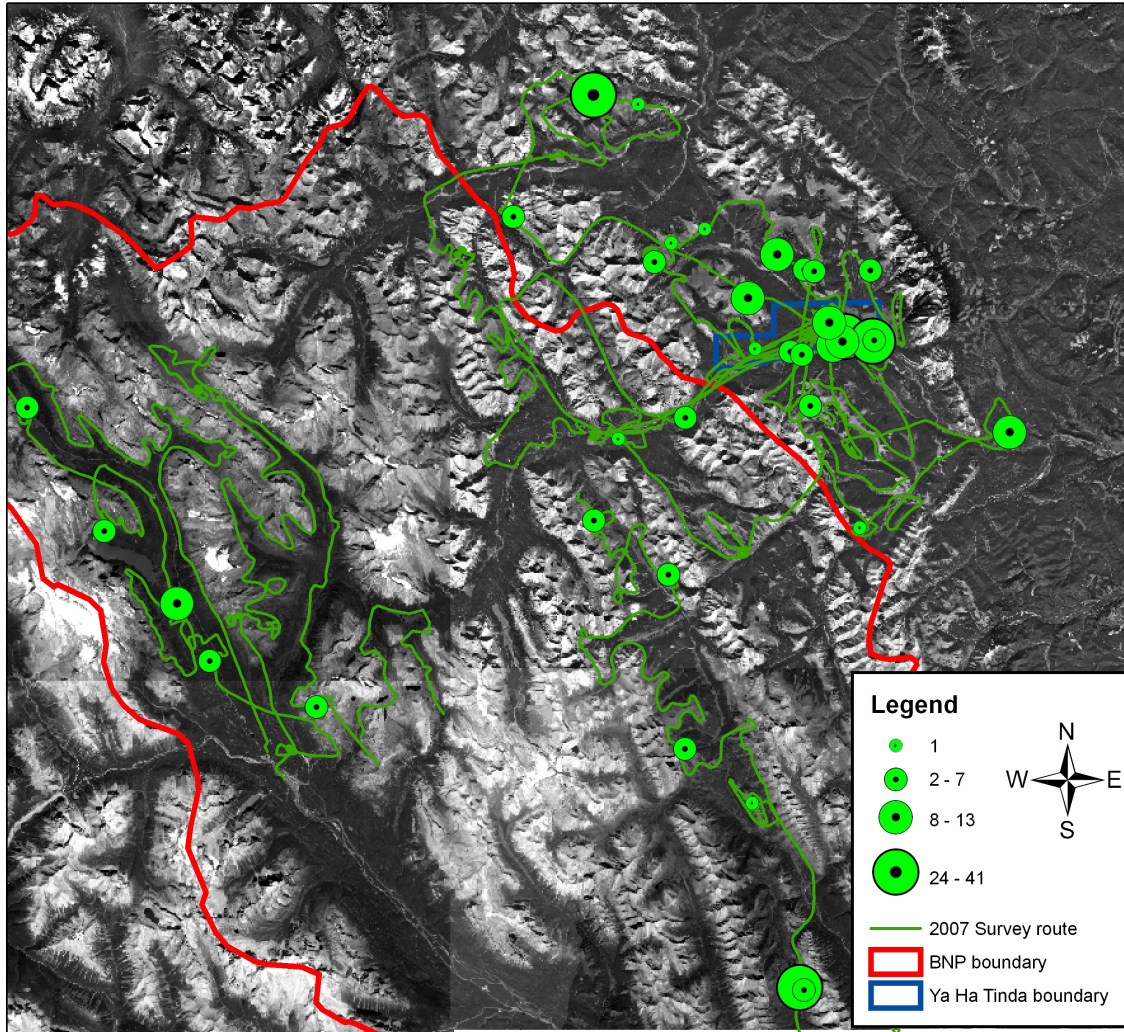 Legend
1
2 - 7
8 - 13
24 - 41
2007 Survey route
BNP boundary
Ya Ha Tinda boundary
N
W E
S